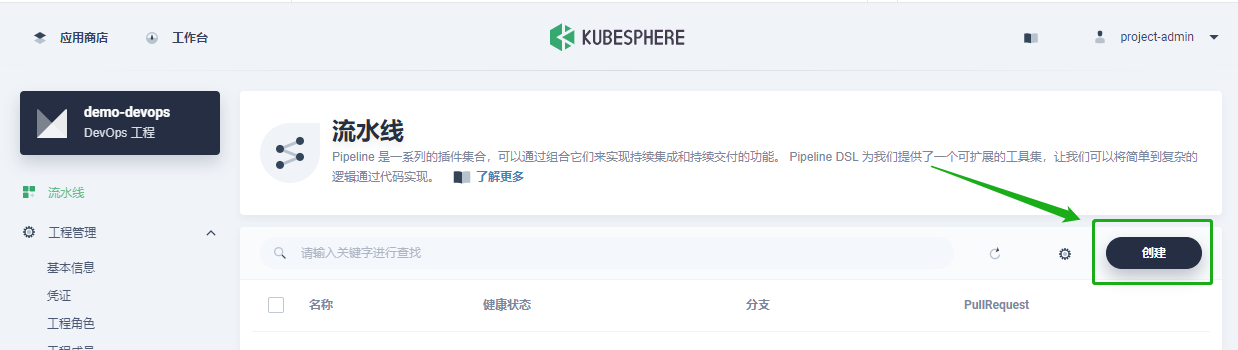 应用商店 工作台 KUBESPHERE project-admin
demo-devops
DevOps 工程
流水线
Pipeline 是一系列的插件集合，可以通过组合它们来实现持续集成和持续交付的功能。 Pipeline DSL 为我们提供了一个可扩展的工具集，让我们可以将简单到复杂的
逻辑通过代码实现。 了解更多
流水线
工程管理
基本信息
凭证
工程角色
工程成员
请输入关键字进行查找 创建
名称 健康状态 分支 PullRequest